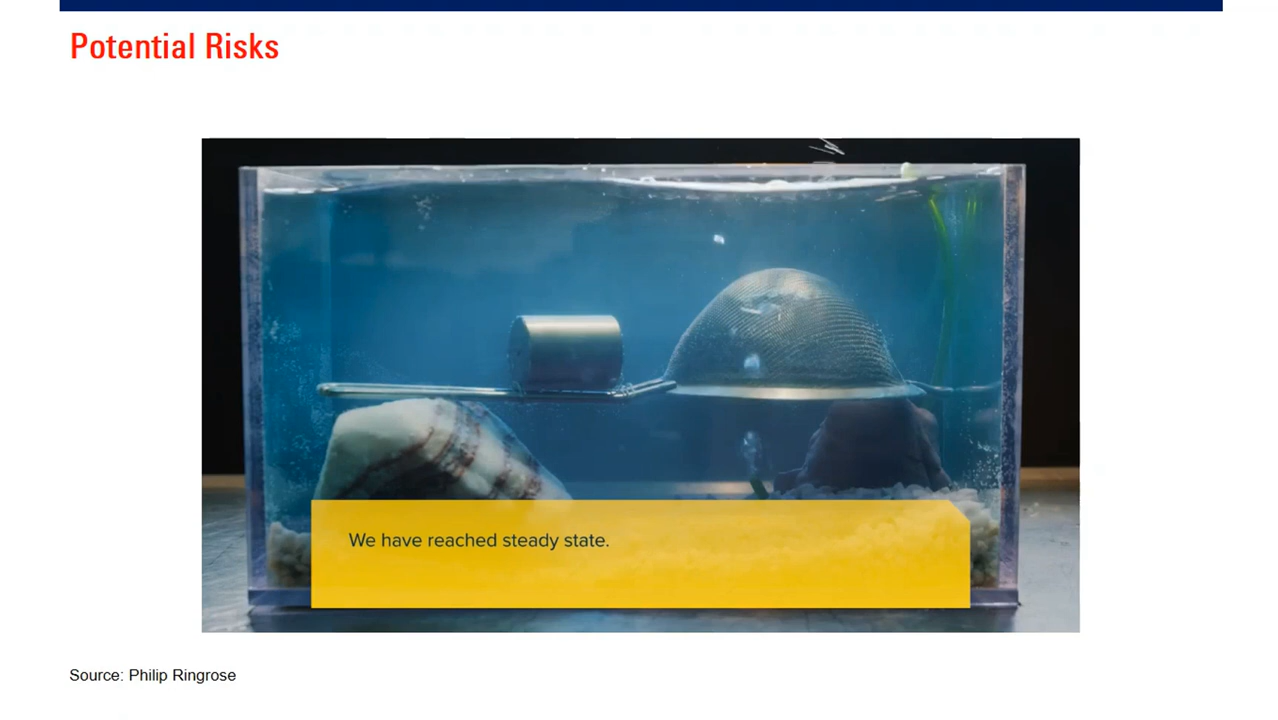 Potential Risks
We have reached steady state.
Source: Philip Ringrose